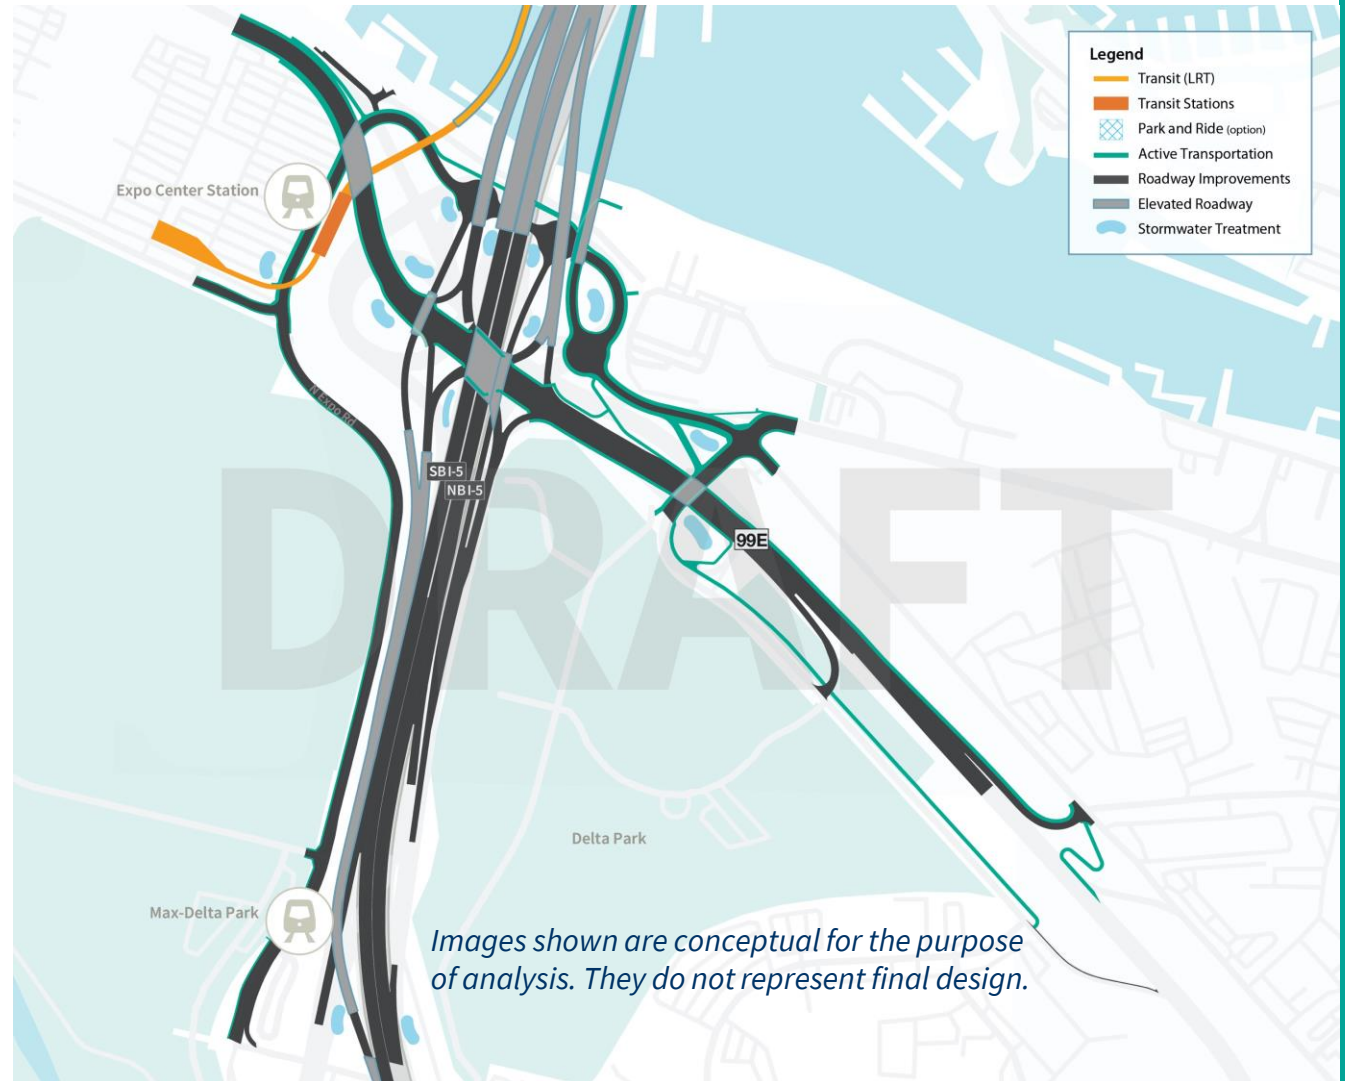 Legend
Transit (LRT)
Transit Stations
Park and Ride (option)
Active Transportation
Roadway Improvements
Elevated Roadway
Stormwater Treatment
Expo Center Station
N Expo Rd
SB I-5
NB I-5
DRAFT
99E
Delta Park
Max-Delta Park
Images shown are conceptual for the purpose
of analysis. They do not represent final design.